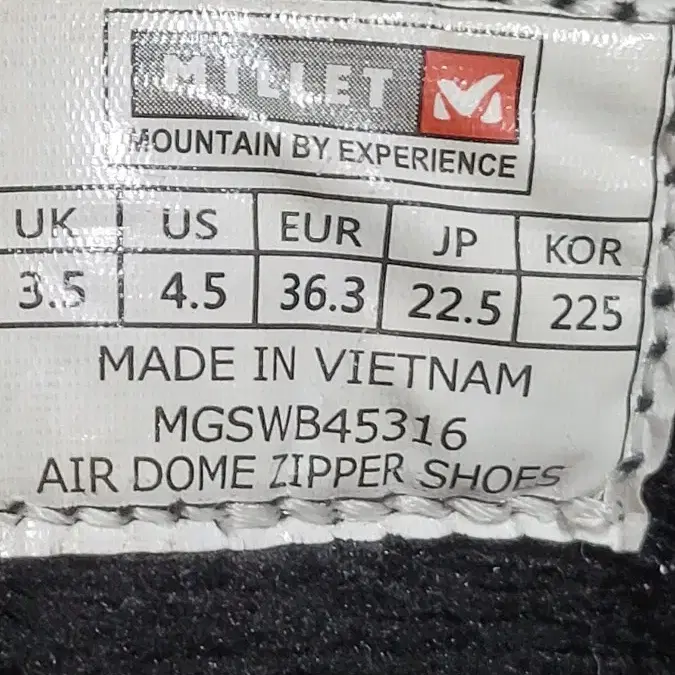 MILLET
MOUNTAIN BY EXPERIENCE
UK US EUR JP KOR
3.5 4.5 36.3 22.5 225
MADE IN VIETNAM
MGSWB45316
AIR DOME ZIPPER SHOES